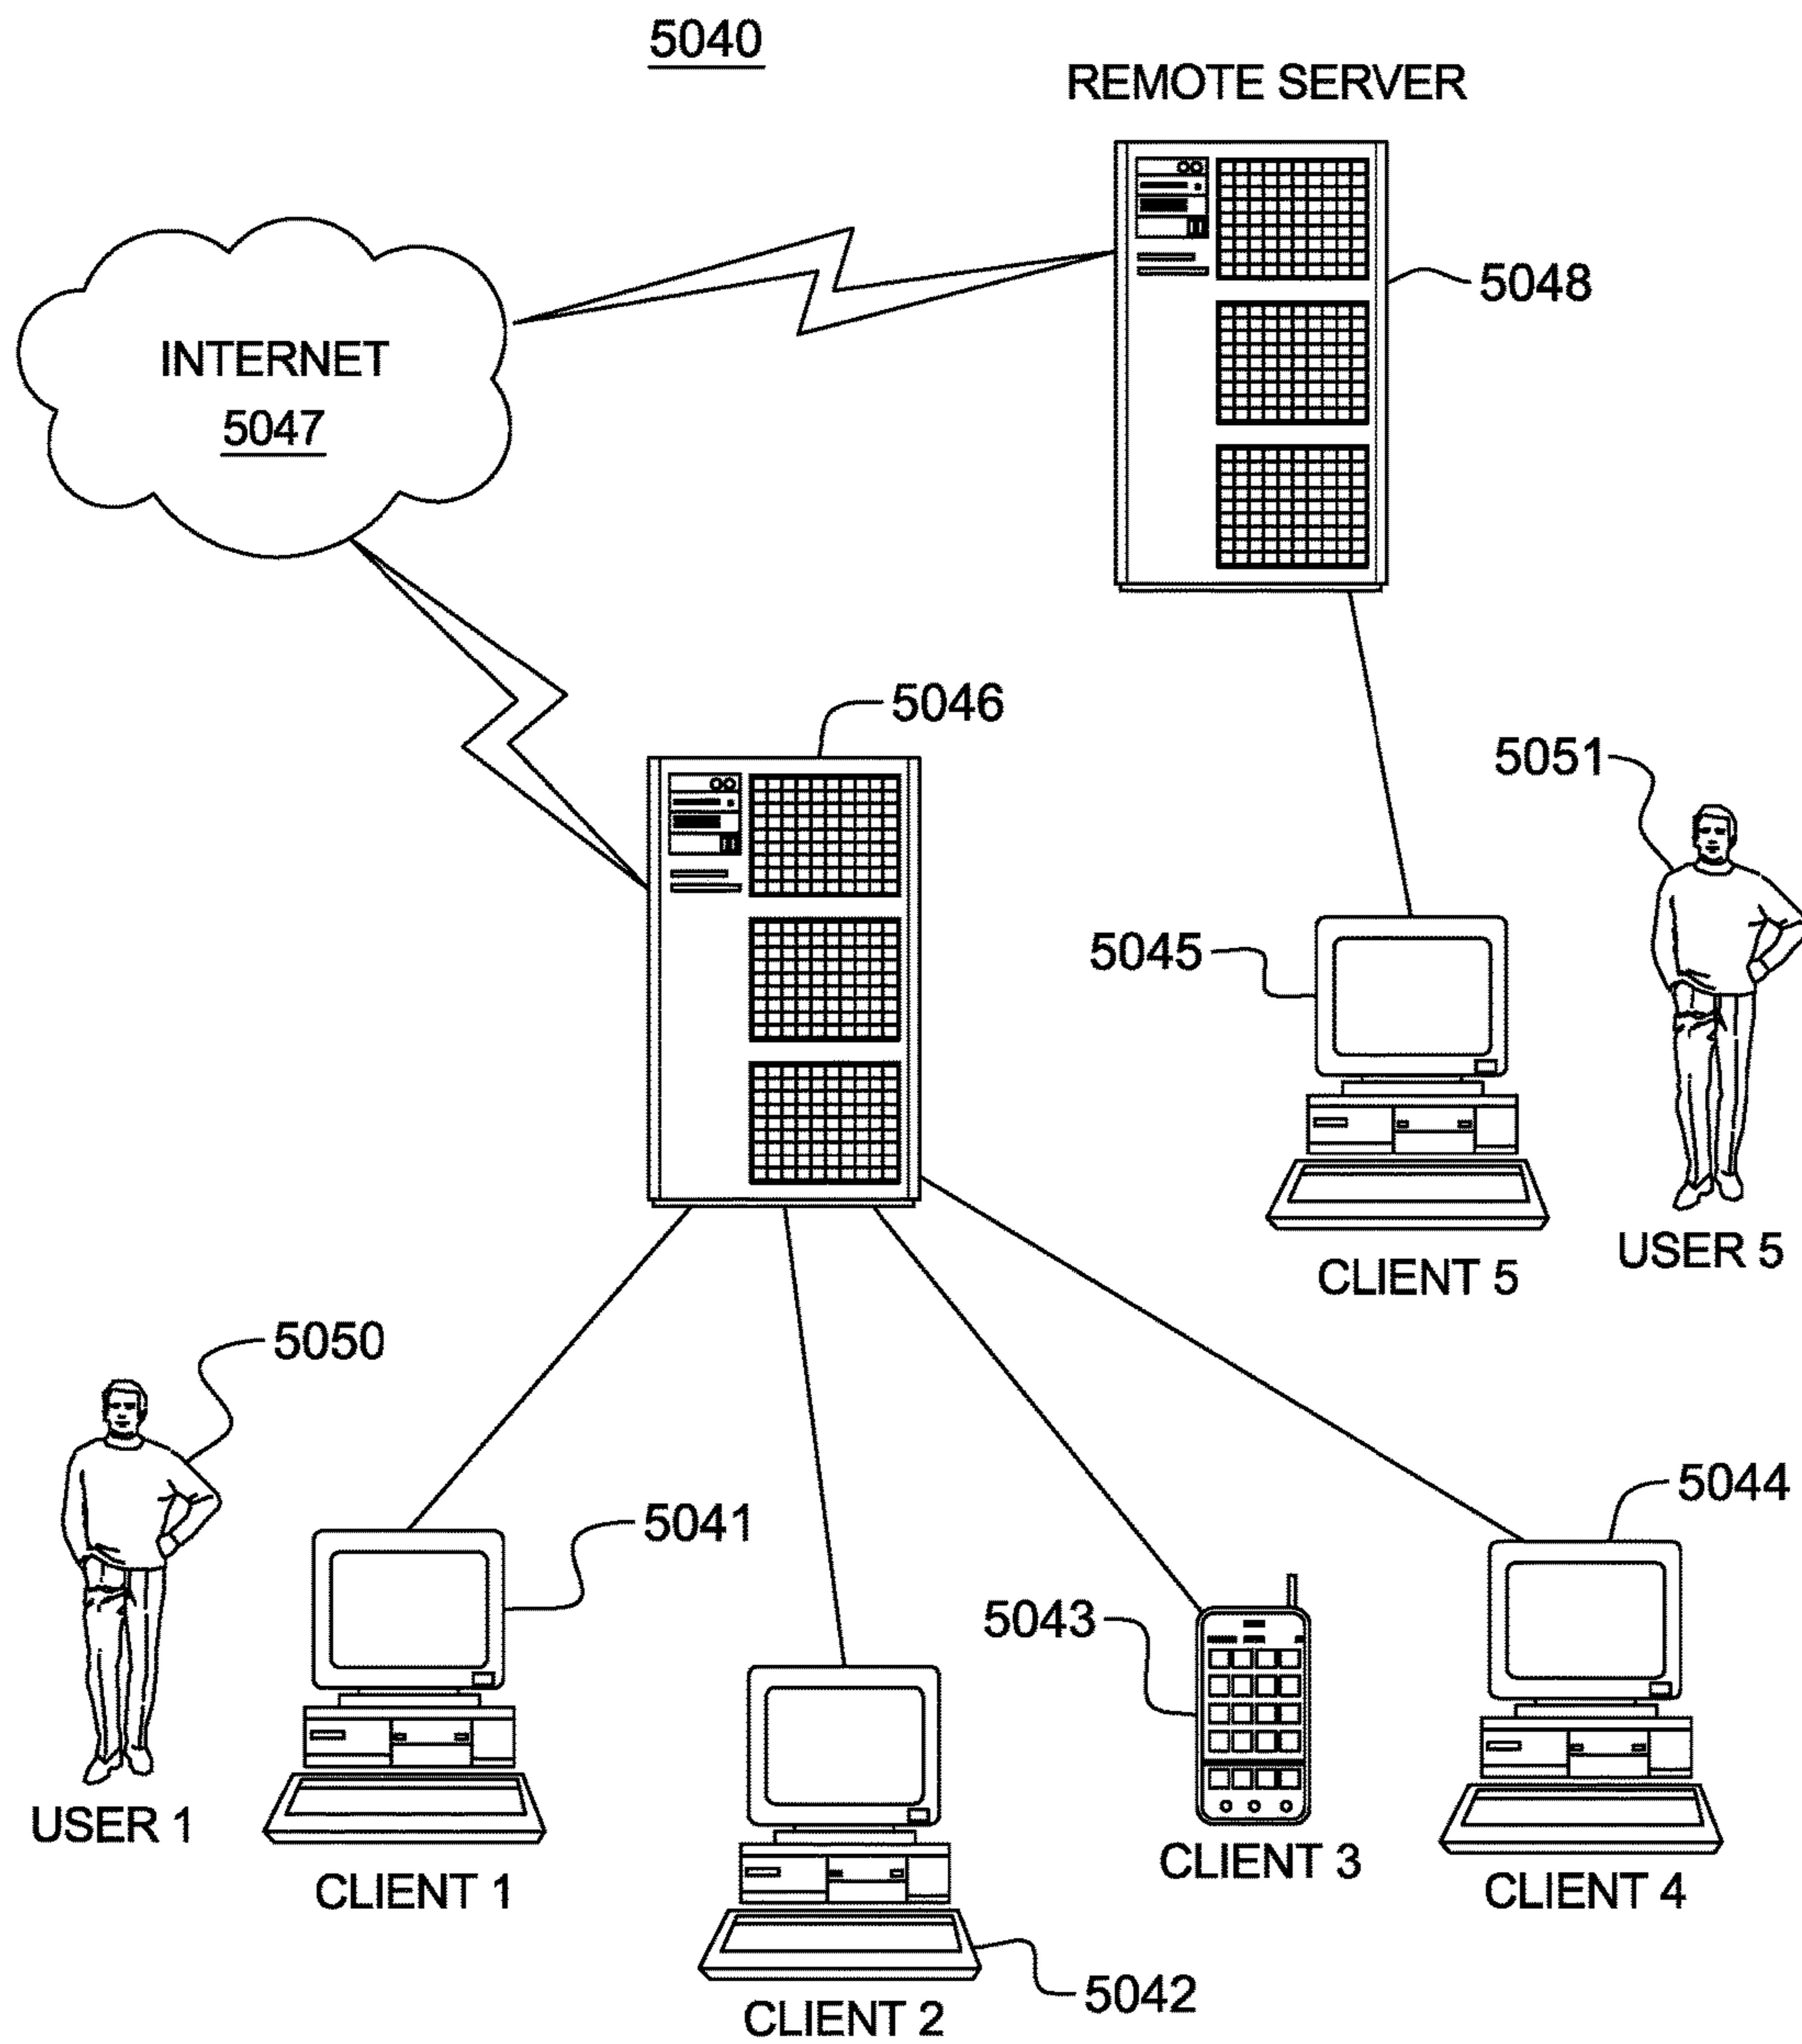 5040
REMOTE SERVER
5048
INTERNET
5047
5046
5051
5045
USER 5
CLIENT 5
5050
5044
5041
5043
USER 1
CLIENT 1
CLIENT 3
CLIENT 4
5042
CLIENT 2